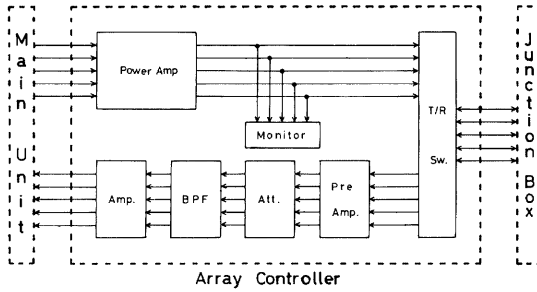 Main Unit
Power Amp
Monitor
T/R
Sw.
Junction Box
Amp.
BPF
Att.
Pre
Amp.
Array Controller